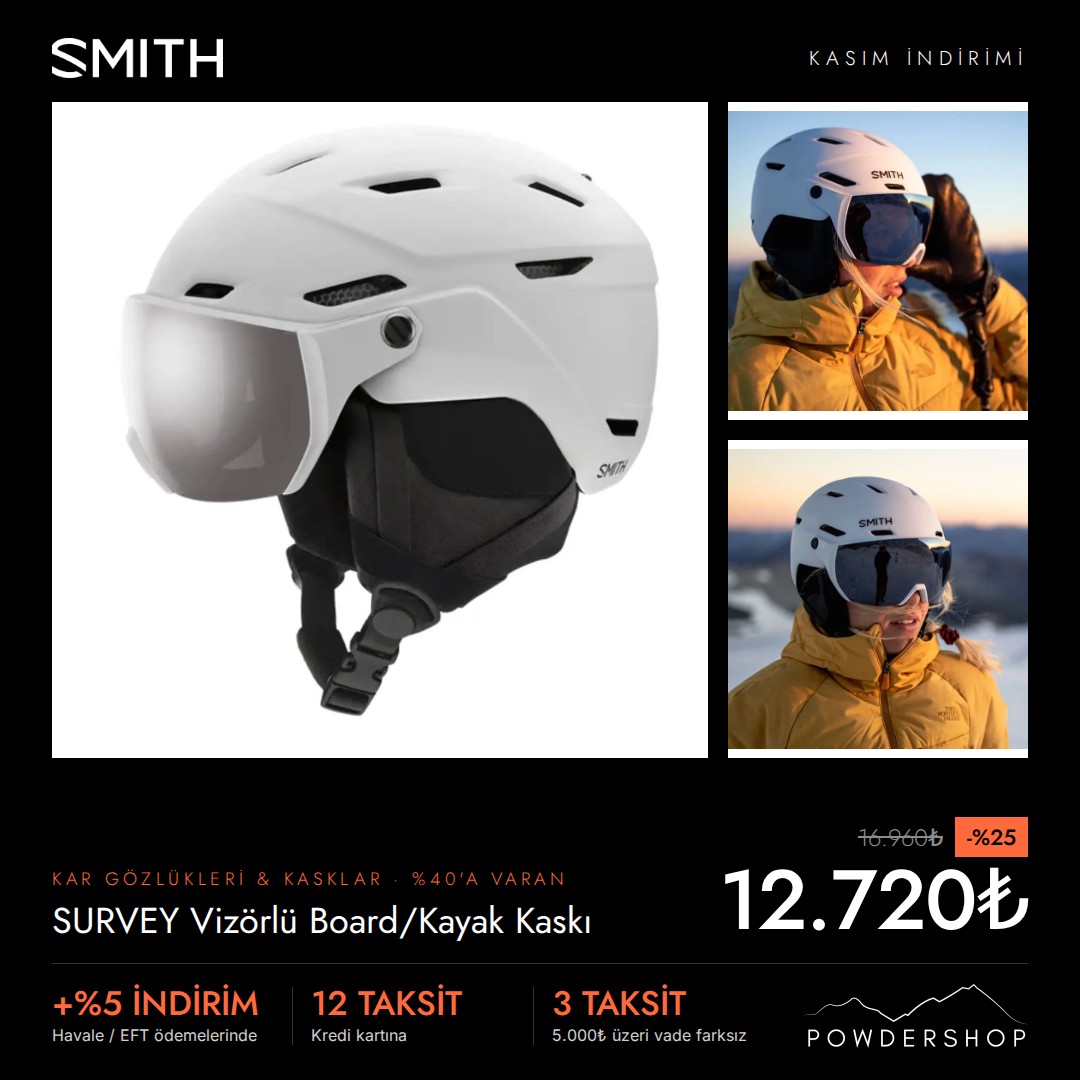 SMITH
KASIM İNDİRİMİ
SMITH
SMITH
SMITH
16.960₺
-%25
KAR GÖZLÜKLERİ & KASKLAR · %40'A VARAN
12.720₺
SURVEY Vizörlü Board/Kayak Kaskı
+%5 İNDİRİM
Havale / EFT ödemelerinde
12 TAKSİT
Kredi kartına
3 TAKSİT
5.000₺ üzeri vade farksız
POWDERSHOP